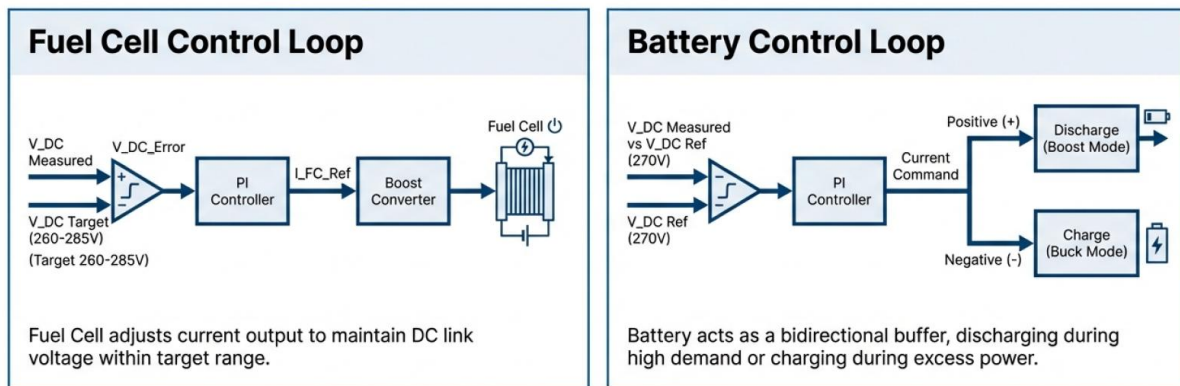 Fuel Cell Control Loop
V_DC
Measured
V_DC_Error
+
−
V_DC Target
(260-285V)
(Target 260-285V)
PI
Controller
I_FC_Ref
Boost
Converter
Fuel Cell
Fuel Cell adjusts current output to maintain DC link
voltage within target range.
Battery Control Loop
V_DC Measured
vs V_DC Ref
(270V)
−
−
V_DC Ref
(270V)
PI
Controller
Current
Command
Positive (+)
Discharge
(Boost Mode)
Negative (-)
Charge
(Buck Mode)
Battery acts as a bidirectional buffer, discharging during
high demand or charging during excess power.